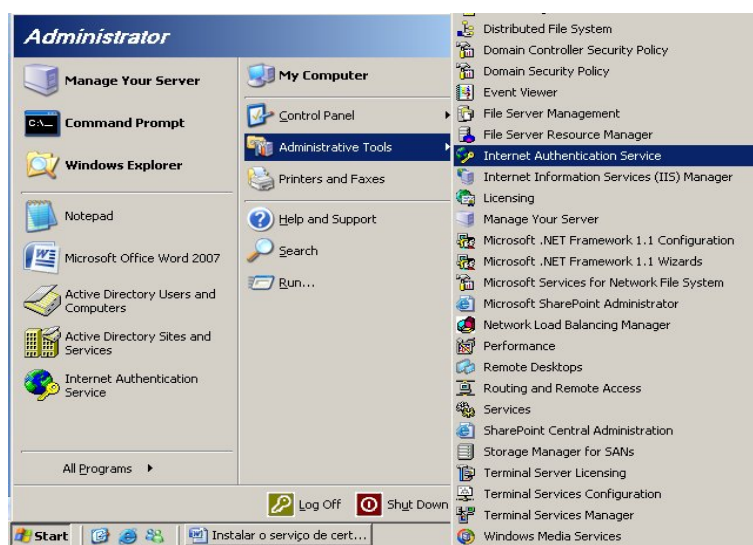 Administrator
Manage Your Server
Command Prompt
Windows Explorer
Notepad
Microsoft Office Word 2007
Active Directory Users and
Computers
Active Directory Sites and
Services
Internet Authentication
Service
All Programs
My Computer
Control Panel
Administrative Tools
Printers and Faxes
Help and Support
Search
Run...
Log Off
Shut Down
Distributed File System
Domain Controller Security Policy
Domain Security Policy
Event Viewer
File Server Management
File Server Resource Manager
Internet Authentication Service
Internet Information Services (IIS) Manager
Licensing
Manage Your Server
Microsoft .NET Framework 1.1 Configuration
Microsoft .NET Framework 1.1 Wizards
Microsoft Services for Network File System
Microsoft SharePoint Administrator
Network Load Balancing Manager
Performance
Remote Desktops
Routing and Remote Access
Services
SharePoint Central Administration
Storage Manager for SANs
Terminal Server Licensing
Terminal Services Configuration
Terminal Services Manager
Windows Media Services
Start
Instalar o serviço de cert...